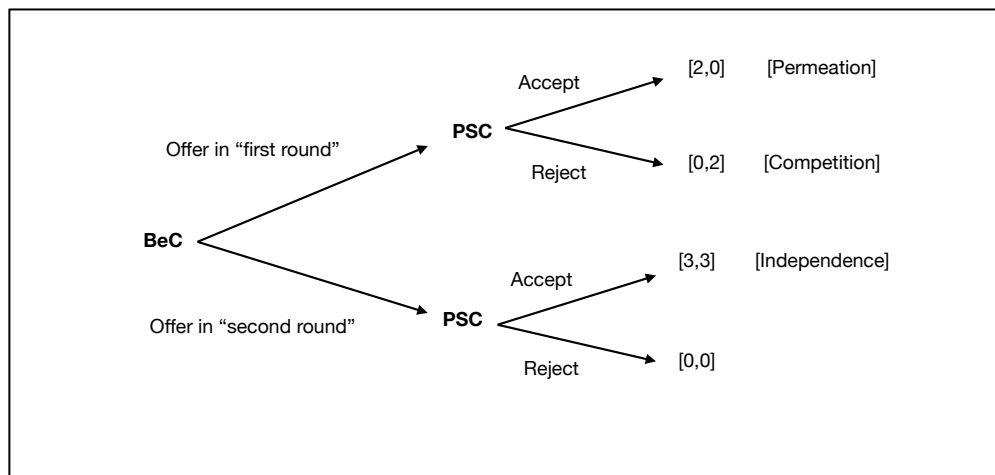 [2,0] [Permeation]
Accept
PSC
Offer in “first round”
Reject
[0,2] [Competition]
BeC
[3,3] [Independence]
Accept
PSC
Offer in “second round”
Reject
[0,0]